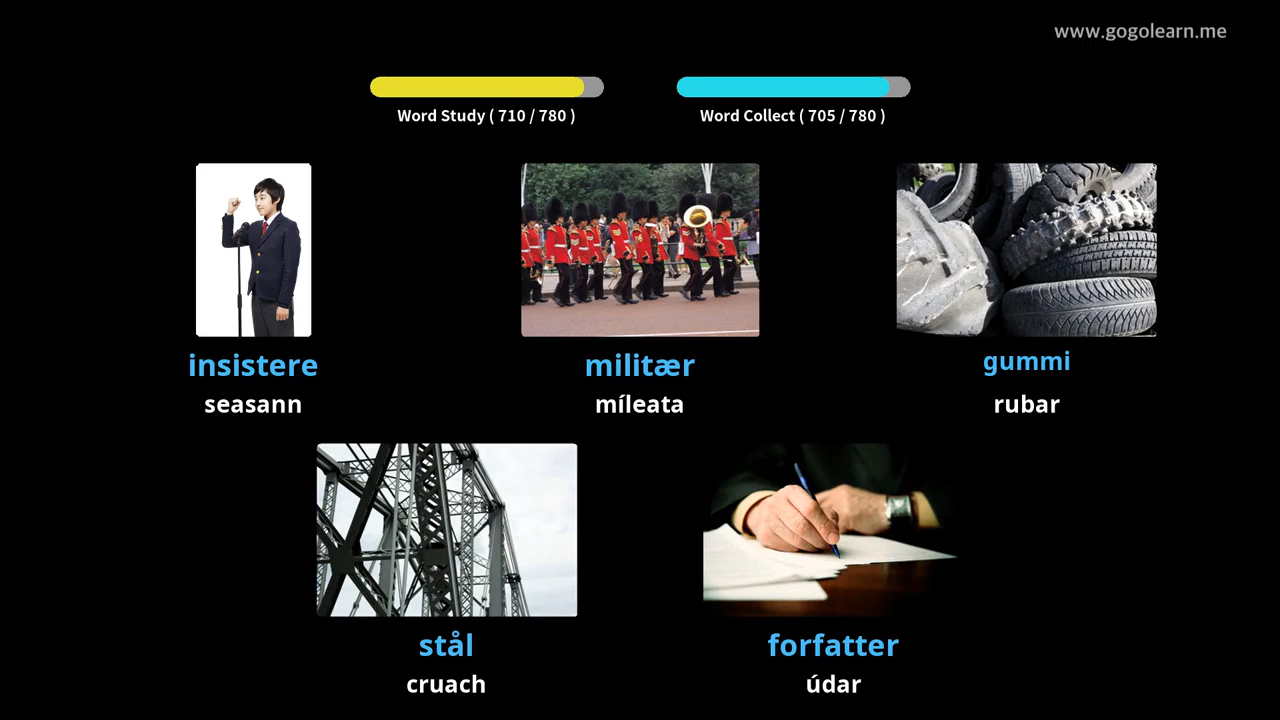 www.gogolearn.me
Word Study ( 710 / 780 )
Word Collect ( 705 / 780 )
insistere
seasann
militær
míleata
gummi
rubar
stål
cruach
forfatter
údar